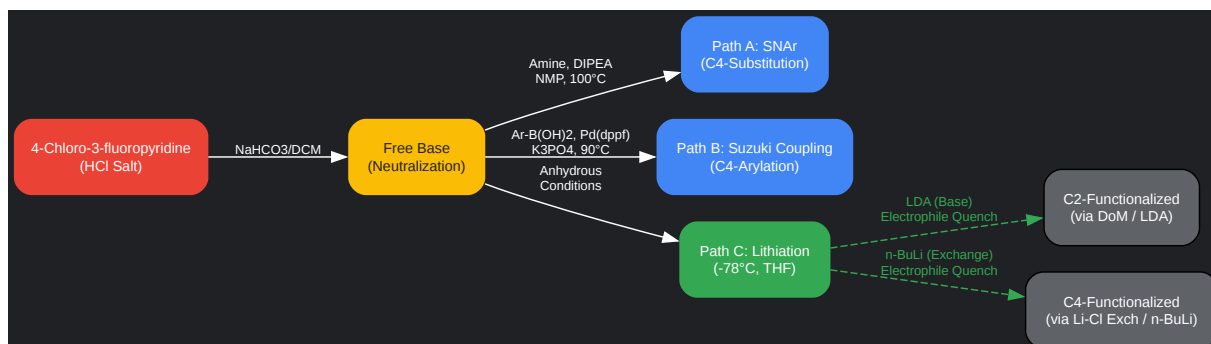 4-Chloro-3-fluoropyridine
(HCl Salt)
NaHCO3/DCM
Free Base
(Neutralization)
Amine, DIPEA
NMP, 100°C
Path A: SNAr
(C4-Substitution)
Ar-B(OH)2, Pd(dppf)
K3PO4, 90°C
Path B: Suzuki Coupling
(C4-Arylation)
Anhydrous
Conditions
Path C: Lithiation
(-78°C, THF)
LDA (Base)
Electrophile Quench
C2-Functionalized
(via DoM / LDA)
n-BuLi (Exchange)
Electrophile Quench
C4-Functionalized
(via Li-Cl Exch / n-BuLi)